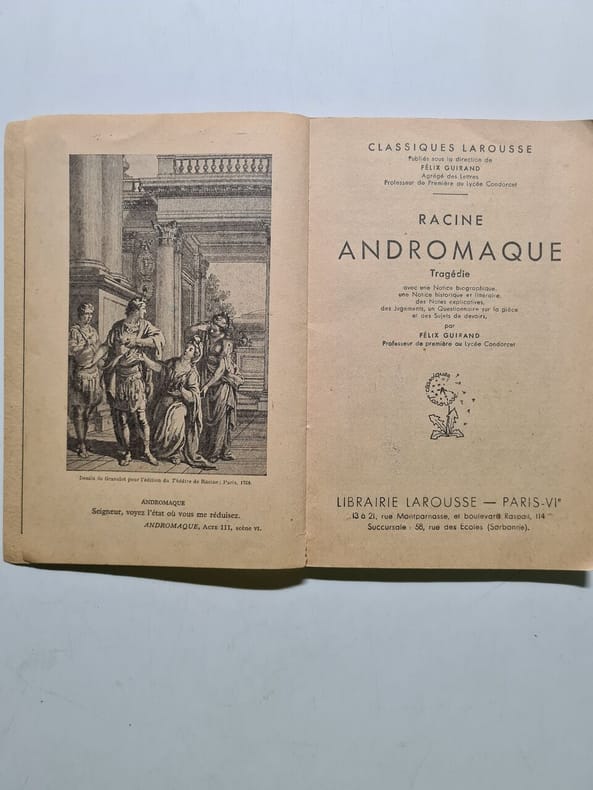 Dessin de Gravelot pour l'édition du Théâtre de Racine; Paris, 1768.
ANDROMAQUE
Seigneur, voyez l'état où vous me réduisez.
ANDROMAQUE, ACTE III, scène VI.
CLASSIQUES LAROUSSE
Publiés sous la direction de
FÉLIX GUIRAND
Agrégé des Lettres
Professeur de Première au Lycée Condorcet
RACINE
ANDROMAQUE
Tragédie
avec une Notice biographique,
une Notice historique et littéraire,
des Notes explicatives,
des Jugements, un Questionnaire sur la pièce
et des Sujets de devoirs,
par
FÉLIX GUIRAND
Professeur de première au Lycée Condorcet
CLASSIQUES
LIBRAIRIE LAROUSSE — PARIS-VIe
13 à 21, rue Montparnasse, et boulevard Raspail, 114
Succursale : 58, rue des Écoles (Sorbonne).